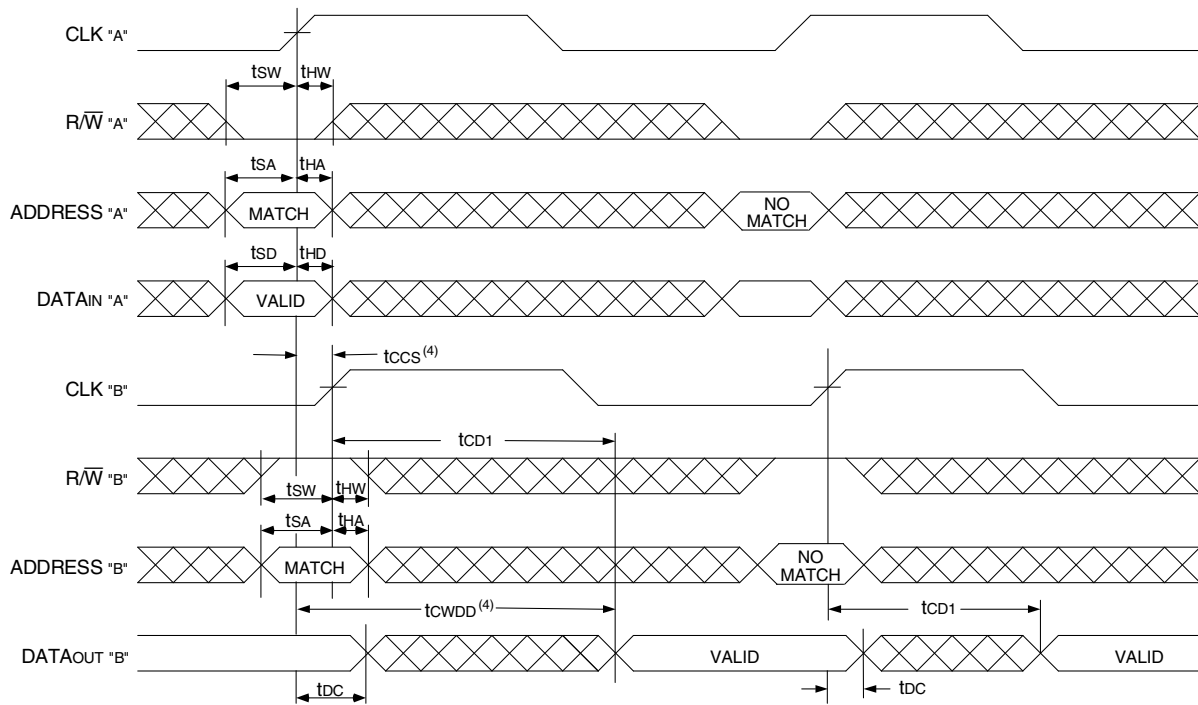 CLK "A"
tSW tHW
R/W̅ "A"
tSA tHA
ADDRESS "A" MATCH NO MATCH
tSD tHD
DATAIN "A" VALID
tCCS(4)
CLK "B"
tCD1
R/W̅ "B"
tSW tHW
tSA tHA
ADDRESS "B" MATCH NO MATCH
tCWDD(4) tCD1
DATAOUT "B" VALID VALID
tDC tDC